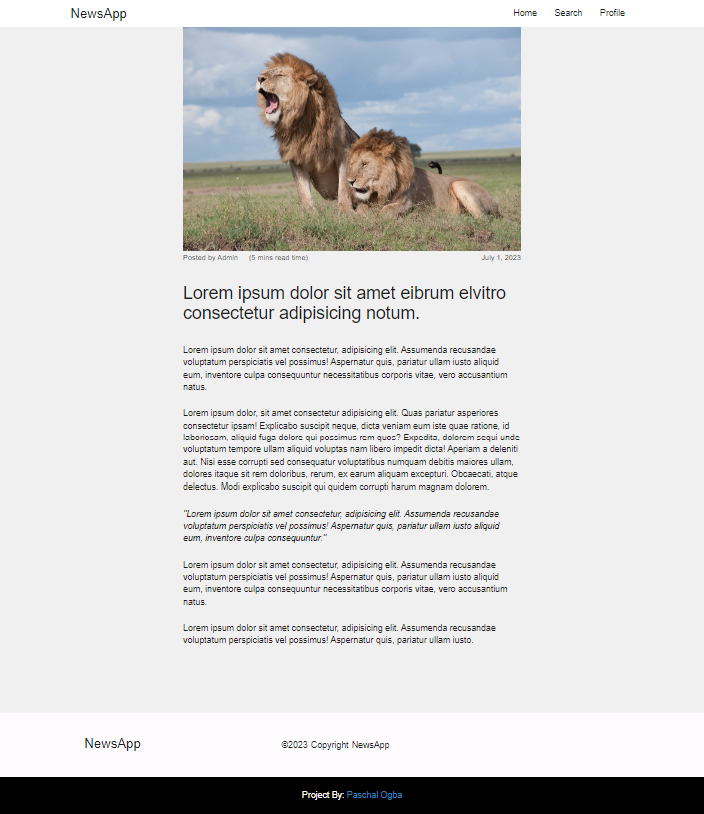 NewsApp
Home Search Profile
Posted by Admin (5 mins read time) July 1, 2023
Lorem ipsum dolor sit amet eibrum elvitro
consectetur adipisicing notum.
Lorem ipsum dolor sit amet consectetur, adipisicing elit. Assumenda recusandae
voluptatum perspiciatis vel possimus! Aspernatur quis, pariatur ullam iusto aliquid
eum, inventore culpa consequuntur necessitatibus corporis vitae, vero accusantium
natus.
Lorem ipsum dolor, sit amet consectetur adipisicing elit. Quas pariatur asperiores
consectetur ipsam! Explicabo suscipit neque, dicta veniam eum iste quae ratione, id
laboriosam, aliquid fuga dolore qui possimus rem quos? Expedita, dolorem sequi unde
voluptatum tempore ullam aliquid voluptas nam libero impedit dicta! Aperiam a deleniti
aut. Nisi esse corrupti sed consequatur voluptatibus numquam debitis maiores ullam,
dolores itaque sit rem doloribus, rerum, ex earum aliquam excepturi. Obcaecati, atque
delectus. Modi explicabo suscipit qui quidem corrupti harum magnam dolorem.
"Lorem ipsum dolor sit amet consectetur, adipisicing elit. Assumenda recusandae
voluptatum perspiciatis vel possimus! Aspernatur quis, pariatur ullam iusto aliquid
eum, inventore culpa consequuntur."
Lorem ipsum dolor sit amet consectetur, adipisicing elit. Assumenda recusandae
voluptatum perspiciatis vel possimus! Aspernatur quis, pariatur ullam iusto aliquid
eum, inventore culpa consequuntur necessitatibus corporis vitae, vero accusantium
natus.
Lorem ipsum dolor sit amet consectetur, adipisicing elit. Assumenda recusandae
voluptatum perspiciatis vel possimus! Aspernatur quis, pariatur ullam iusto.
NewsApp
©2023 Copyright NewsApp
Project By: Paschal Ogba